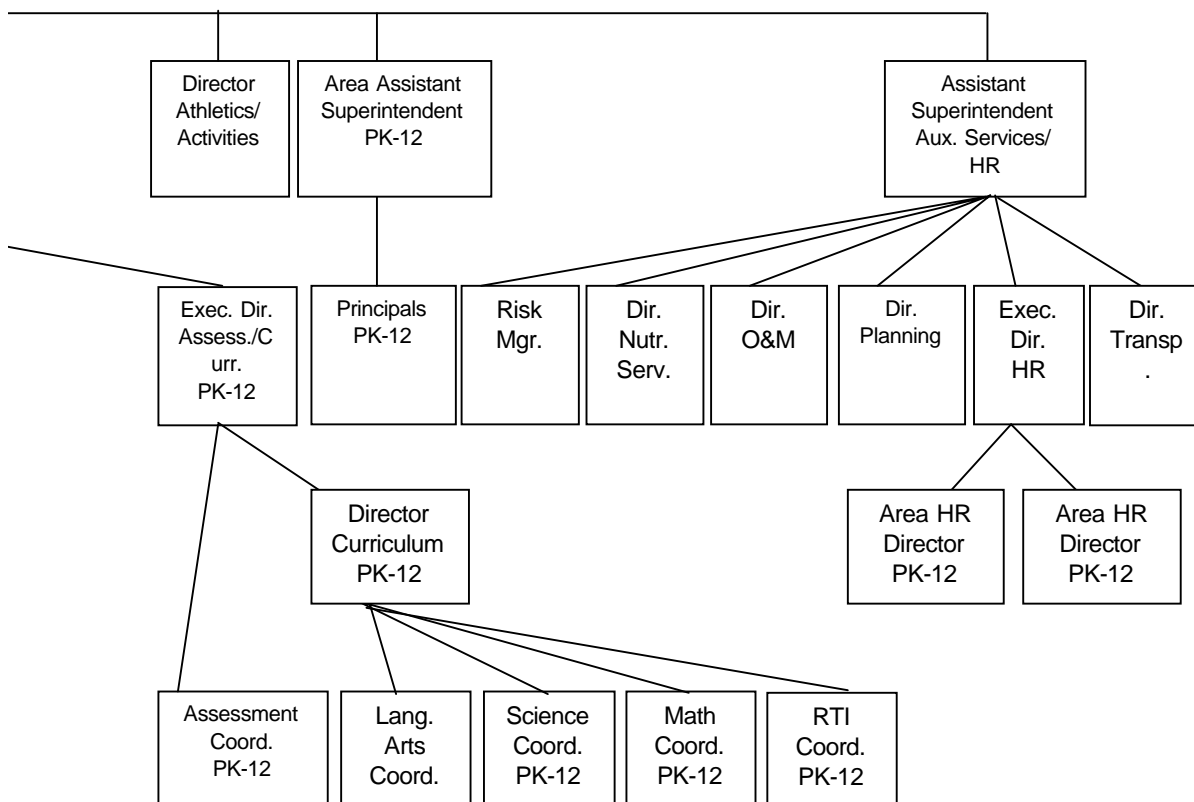 Director
Athletics/
Activities
Area Assistant
Superintendent
PK-12
Assistant
Superintendent
Aux. Services/
HR
Exec. Dir.
Assess./C
urr.
PK-12
Principals
PK-12
Risk
Mgr.
Dir.
Nutr.
Serv.
Dir.
O&M
Dir.
Planning
Exec.
Dir.
HR
Dir.
Transp
.
Director
Curriculum
PK-12
Area HR
Director
PK-12
Area HR
Director
PK-12
Assessment
Coord.
PK-12
Lang.
Arts
Coord.
Science
Coord.
PK-12
Math
Coord.
PK-12
RTI
Coord.
PK-12